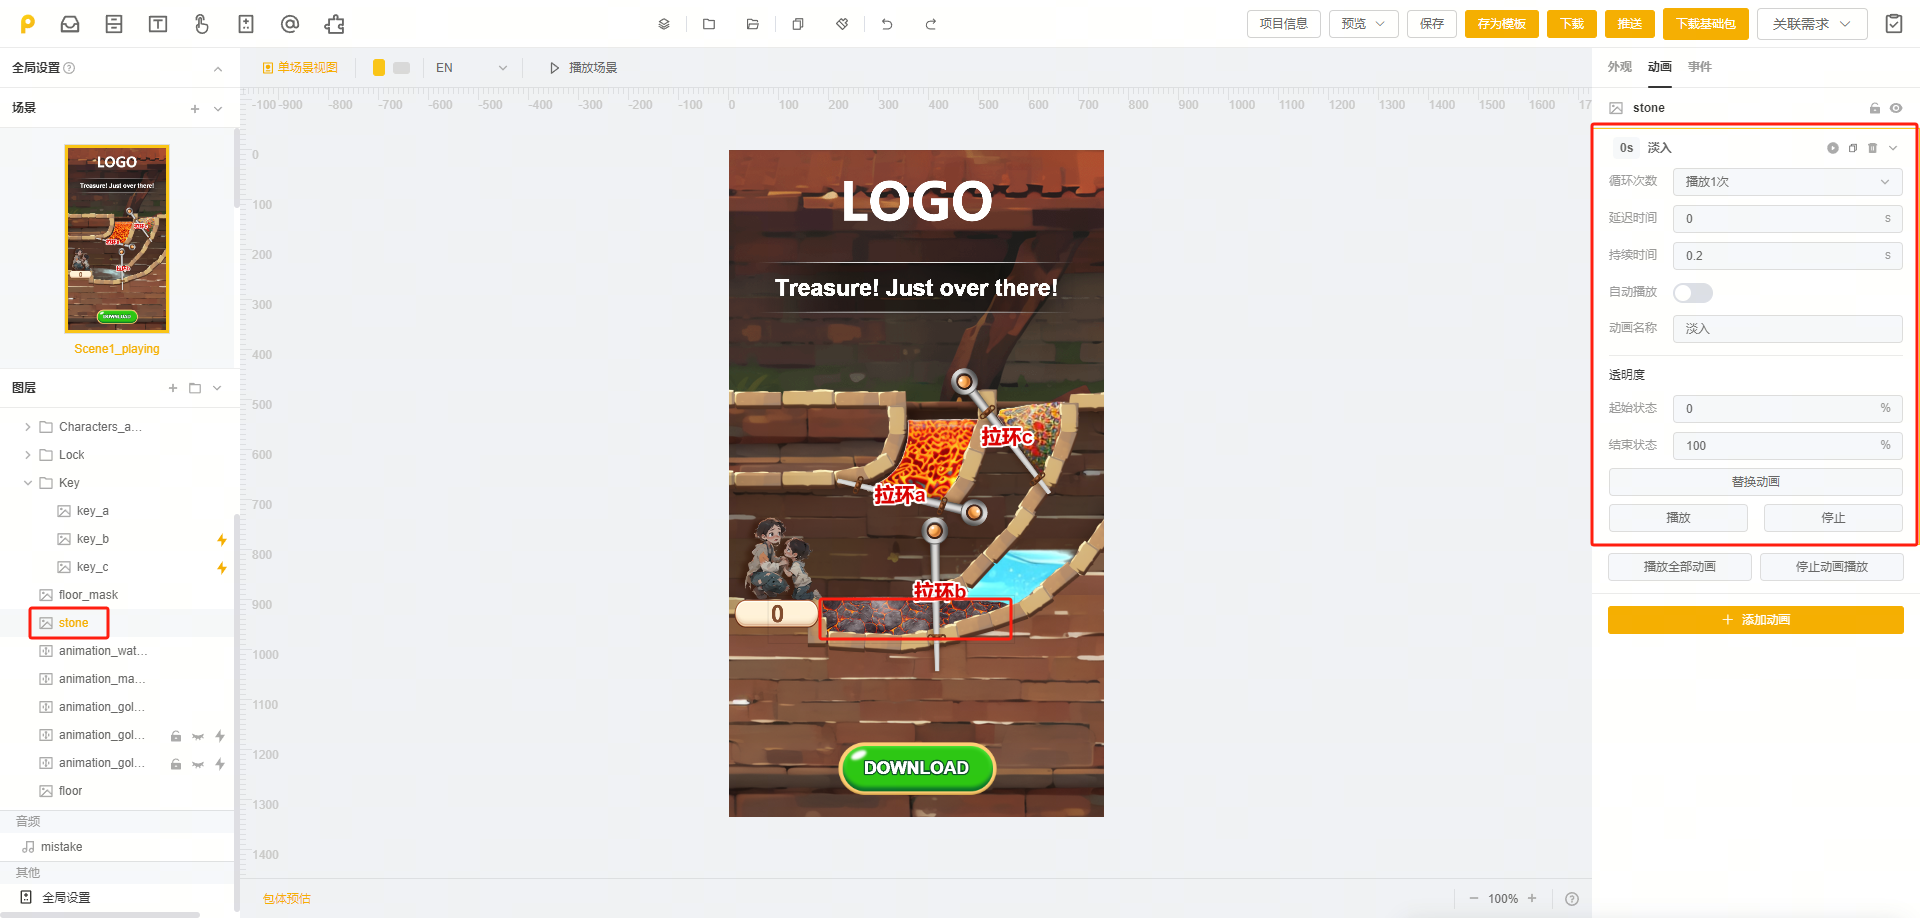 项目信息
预览
保存
存为模板
下载
推送
下载基础包
关联需求
全局设置
单场景视图
EN
播放场景
外观
动画
事件
场景
-100 -900 -800 -700 -600 -500 -400 -300 -200 -100 0 100 200 300 400 500 600 700 800 900 1000 1100 1200 1300 1400 1500 1600 17
stone
LOGO
Treasure! Just over there!
0
DOWNLOAD
Scene1_playing
图层
Characters_a...
Lock
Key
key_a
key_b
key_c
floor_mask
stone
animation_wat...
animation_ma...
animation_gol...
animation_gol...
animation_gol...
floor
音频
mistake
其他
全局设置
0
100
200
300
400
500
600
700
800
900
1000
1100
1200
1300
1400
LOGO
Treasure! Just over there!
拉环c
拉环a
拉环b
0
DOWNLOAD
包体预估
100%
0s 淡入
循环次数 播放1次
延迟时间 0 s
持续时间 0.2 s
自动播放
动画名称 淡入
透明度
起始状态 0 %
结束状态 100 %
替换动画
播放 停止
播放全部动画 停止动画播放
添加动画